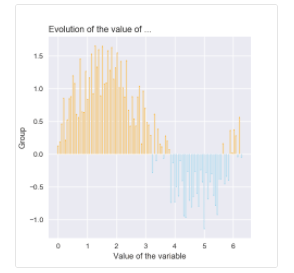 Evolution of the value of ...
1.5
1.0
0.5
0.0
−0.5
−1.0
Group
0 1 2 3 4 5 6
Value of the variable